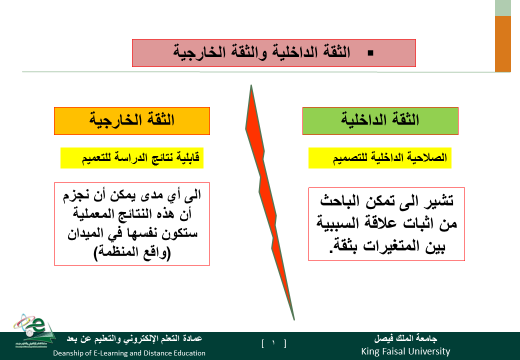 ▪ الثقة الداخلية والثقة الخارجية
الثقة الداخلية
الصلاحية الداخلية للتصميم
تشير الى تمكن الباحث
من اثبات علاقة السببية
بين المتغيرات بثقة.
الثقة الخارجية
قابلية نتائج الدراسة للتعميم
الى أي مدى يمكن أن نجزم
أن هذه النتائج المعملية
ستكون نفسها في الميدان
(واقع المنظمة)
جامعة الملك فيصل
King Faisal University
[ ١ ]
عمادة التعلم الإلكتروني والتعليم عن بعد
Deanship of E-Learning and Distance Education